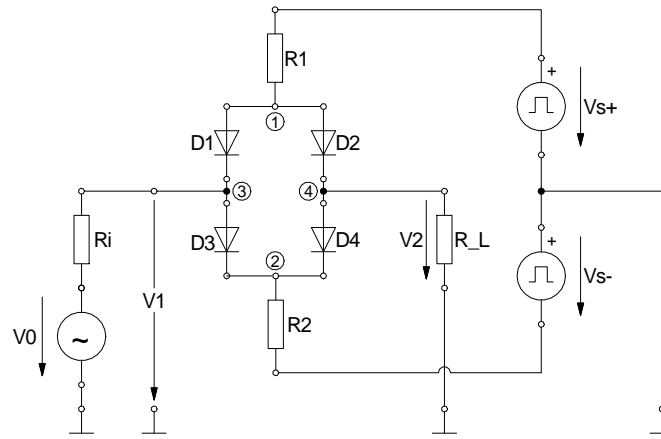 R1
+
Vs+
①
D1
D2
③
④
Ri
D3
D4
V2
R_L
+
②
V1
Vs-
R2
V0
~